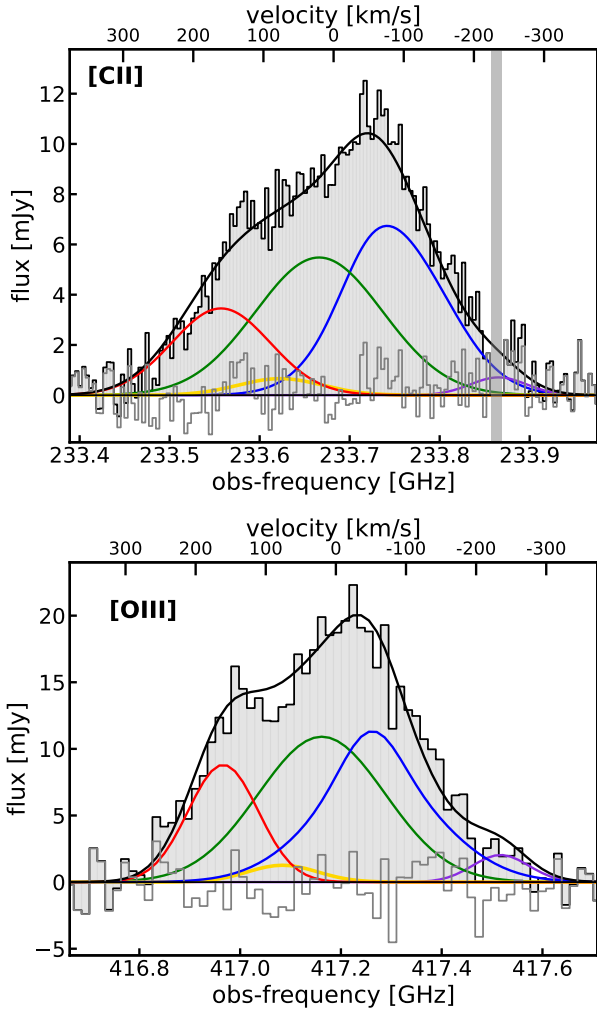 velocity [km/s]
300 200 100 0 -100 -200 -300
[CII]
12
10
8
6
4
2
0
flux [mJy]
233.4 233.5 233.6 233.7 233.8 233.9
obs-frequency [GHz]
velocity [km/s]
300 200 100 0 -100 -200 -300
[OIII]
20
15
10
5
0
−5
flux [mJy]
416.8 417.0 417.2 417.4 417.6
obs-frequency [GHz]